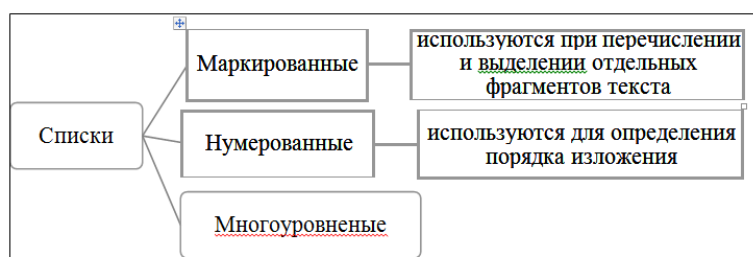 Списки
Маркированные
используются при перечислении
и выделении отдельных
фрагментов текста
Нумерованные
используются для определения
порядка изложения
Многоуровненые